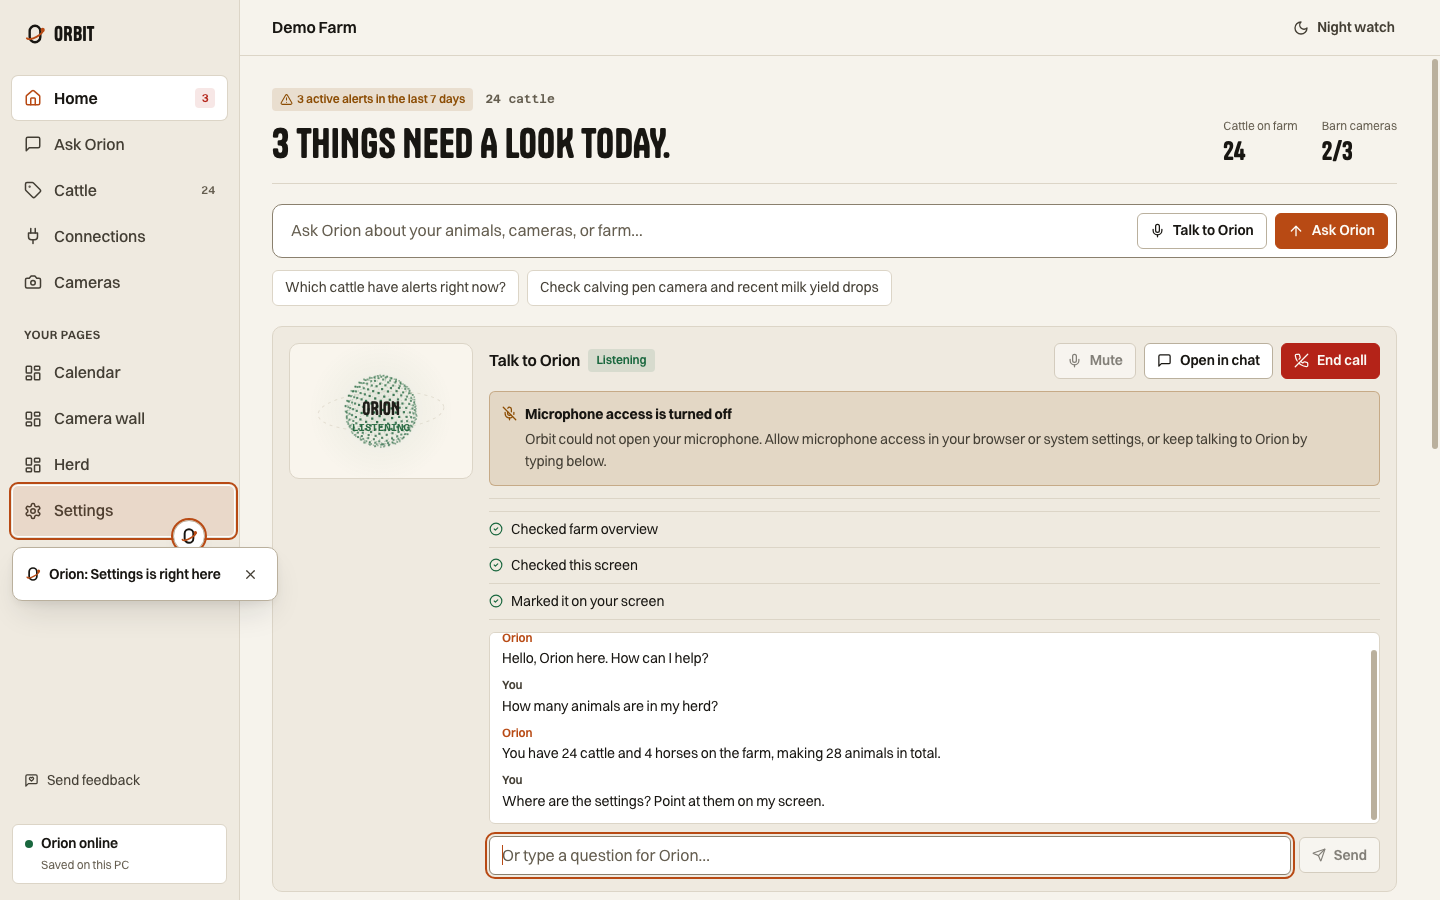 ORBIT
Demo Farm
Night watch
Home
3
Ask Orion
Cattle
24
Connections
Cameras
YOUR PAGES
Calendar
Camera wall
Herd
Settings
Orion: Settings is right here
Send feedback
Orion online
Saved on this PC
3 active alerts in the last 7 days
24 cattle
3 THINGS NEED A LOOK TODAY.
Cattle on farm
24
Barn cameras
2/3
Ask Orion about your animals, cameras, or farm...
Talk to Orion
Ask Orion
Which cattle have alerts right now?
Check calving pen camera and recent milk yield drops
ORION
LISTENING
Talk to Orion
Listening
Mute
Open in chat
End call
Microphone access is turned off
Orbit could not open your microphone. Allow microphone access in your browser or system settings, or keep talking to Orion by
typing below.
Checked farm overview
Checked this screen
Marked it on your screen
Orion
Hello, Orion here. How can I help?
You
How many animals are in my herd?
Orion
You have 24 cattle and 4 horses on the farm, making 28 animals in total.
You
Where are the settings? Point at them on my screen.
Or type a question for Orion...
Send